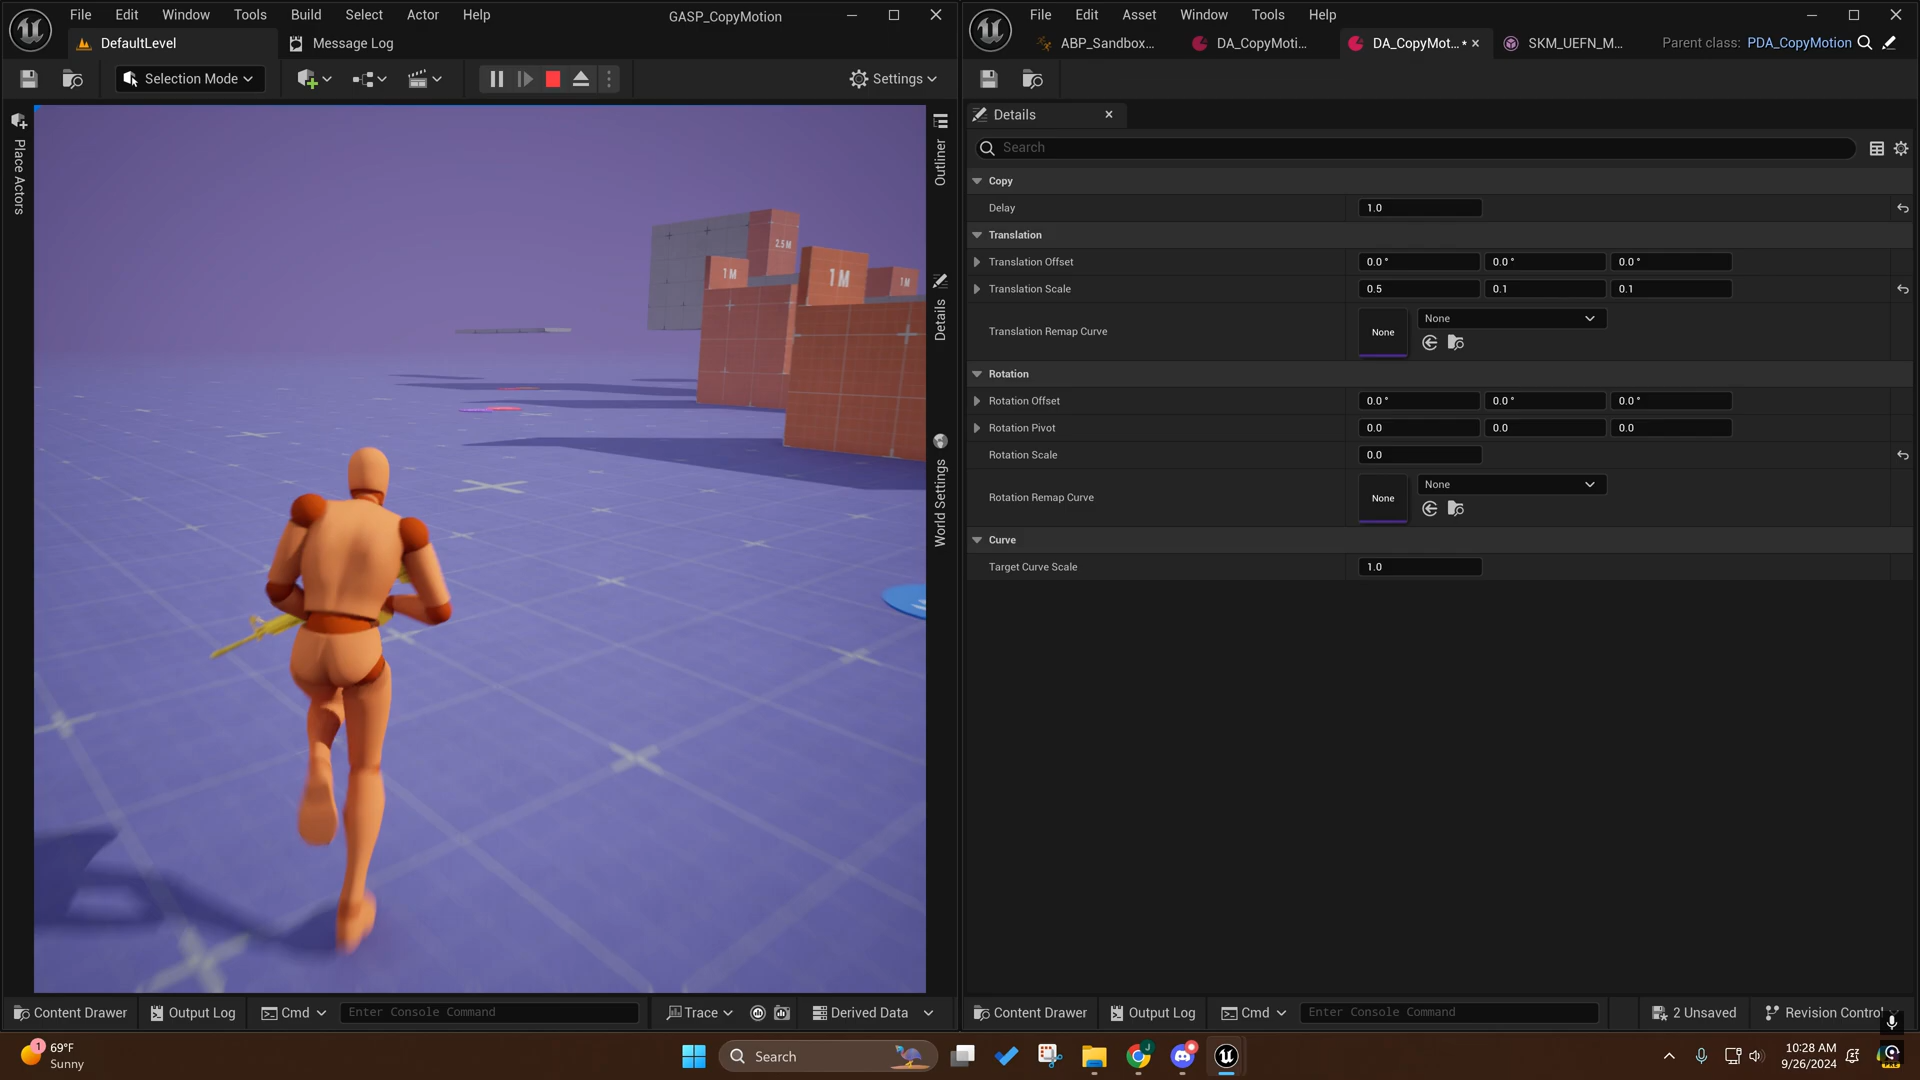 File Edit Window Tools Build Select Actor Help GASP_CopyMotion
DefaultLevel Message Log
Selection Mode Settings
Place Actors
Outliner
Details
World Settings
2.5 M
1 M
1 M
1 M
Content Drawer Output Log Cmd Enter Console Command Trace Derived Data
File Edit Asset Window Tools Help
ABP_Sandbox... DA_CopyMoti... DA_CopyMot... • SKM_UEFN_M... Parent class: PDA_CopyMotion
Details
Search
Copy
Delay 1.0
Translation
Translation Offset 0.0 ° 0.0 ° 0.0 °
Translation Scale 0.5 0.1 0.1
Translation Remap Curve None None
Rotation
Rotation Offset 0.0 ° 0.0 ° 0.0 °
Rotation Pivot 0.0 0.0 0.0
Rotation Scale 0.0
Rotation Remap Curve None None
Curve
Target Curve Scale 1.0
Content Drawer Output Log Cmd Enter Console Command 2 Unsaved Revision Control
1 69°F
Sunny
Search
J
10:28 AM
9/26/2024
PRE